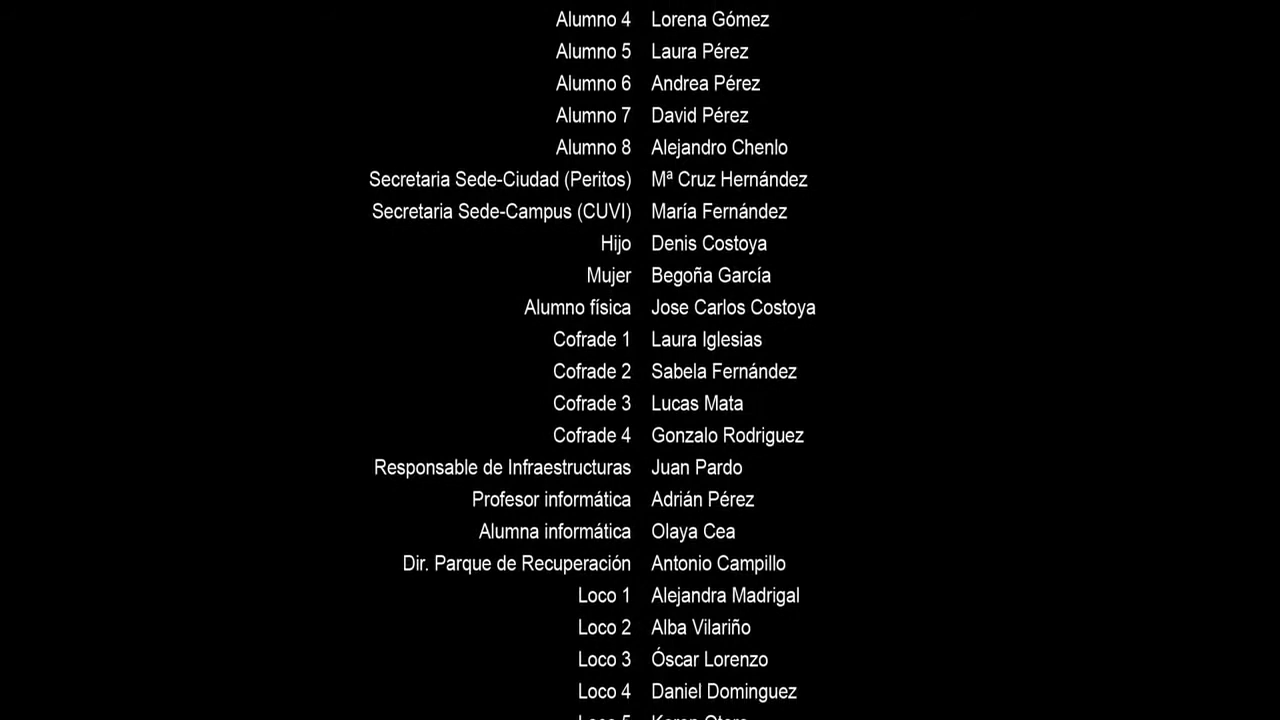 Alumno 4 Lorena Gómez
Alumno 5 Laura Pérez
Alumno 6 Andrea Pérez
Alumno 7 David Pérez
Alumno 8 Alejandro Chenlo
Secretaria Sede-Ciudad (Peritos) Mª Cruz Hernández
Secretaria Sede-Campus (CUVI) María Fernández
Hijo Denis Costoya
Mujer Begoña García
Alumno física Jose Carlos Costoya
Cofrade 1 Laura Iglesias
Cofrade 2 Sabela Fernández
Cofrade 3 Lucas Mata
Cofrade 4 Gonzalo Rodriguez
Responsable de Infraestructuras Juan Pardo
Profesor informática Adrián Pérez
Alumna informática Olaya Cea
Dir. Parque de Recuperación Antonio Campillo
Loco 1 Alejandra Madrigal
Loco 2 Alba Vilariño
Loco 3 Óscar Lorenzo
Loco 4 Daniel Dominguez
Loco 5